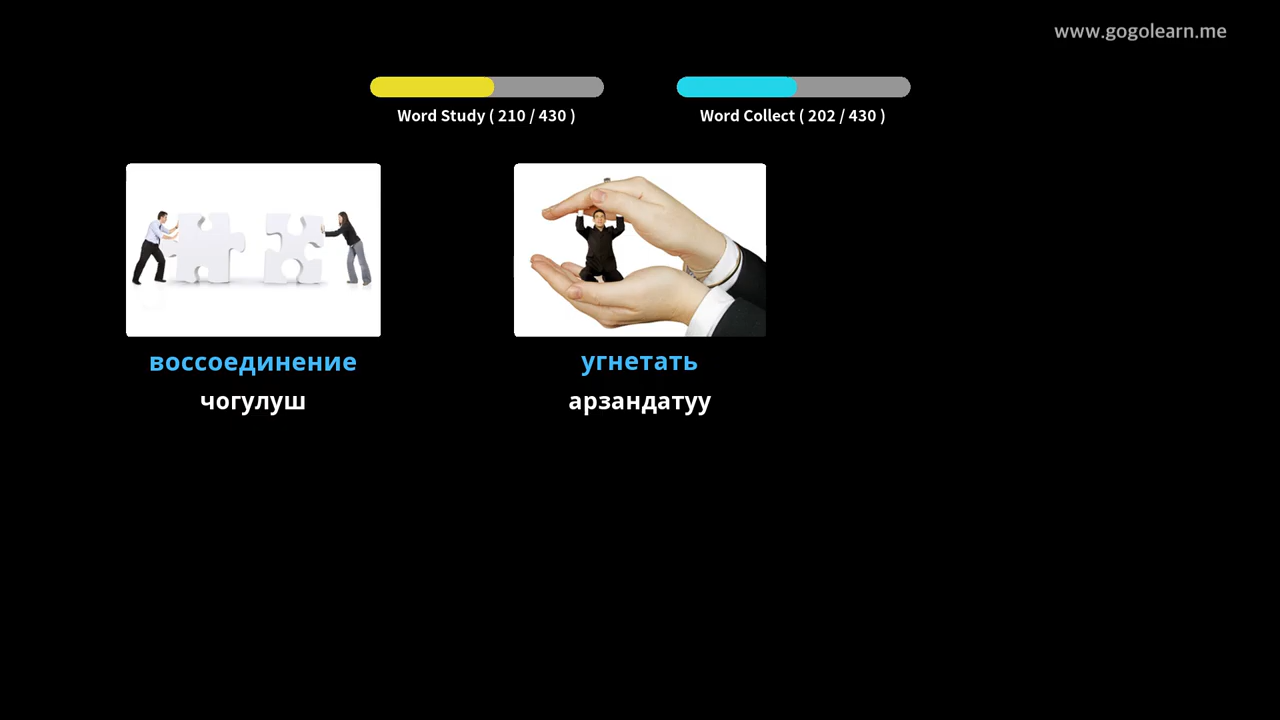 www.gogolearn.me
Word Study ( 210 / 430 )
Word Collect ( 202 / 430 )
воссоединение
чогулуш
угнетать
арзандатуу